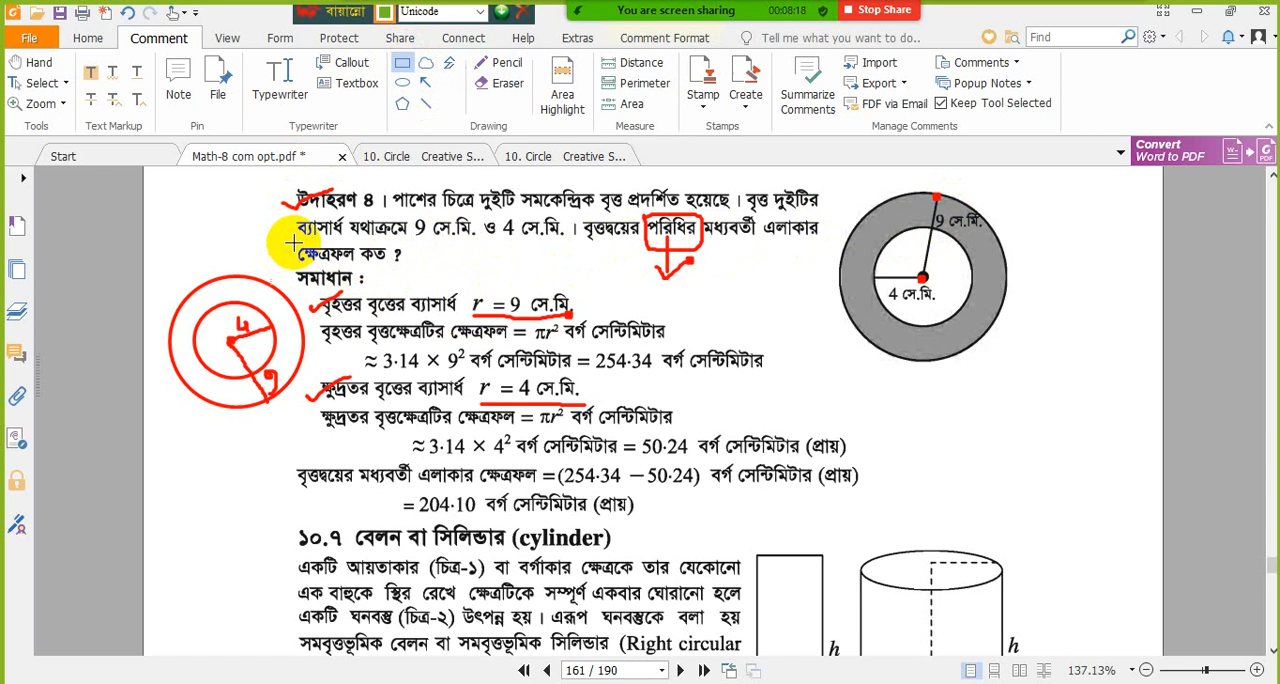 বায়ান্নো
Unicode
You are screen sharing
00:08:18
Stop Share
File
Home
Comment
View
Form
Protect
Share
Connect
Help
Extras
Comment Format
Tell me what you want to do..
Find
Hand
Select
Zoom
Tools
Text Markup
Note
File
Pin
Typewriter
Callout
Textbox
Typewriter
Pencil
Eraser
Area
Highlight
Drawing
Distance
Perimeter
Area
Measure
Stamp
Create
Stamps
Summarize
Comments
Import
Export
FDF via Email
Comments
Popup Notes
Keep Tool Selected
Manage Comments
Start
Math-8 com opt.pdf *
10. Circle Creative S...
10. Circle Creative S...
Convert
Word to PDF
উদাহরণ ৪ । পাশের চিত্রে দুইটি সমকেন্দ্রিক বৃত্ত প্রদর্শিত হয়েছে । বৃত্ত দুইটির
ব্যাসার্ধ যথাক্রমে 9 সে.মি. ও 4 সে.মি. । বৃত্তদ্বয়ের পরিধির মধ্যবর্তী এলাকার
ক্ষেত্রফল কত ?
সমাধান :
বৃহত্তর বৃত্তের ব্যাসার্ধ r = 9 সে.মি.
বৃহত্তর বৃত্তক্ষেত্রটির ক্ষেত্রফল = πr² বর্গ সেন্টিমিটার
≈ 3·14 × 9² বর্গ সেন্টিমিটার = 254·34 বর্গ সেন্টিমিটার
ক্ষুদ্রতর বৃত্তের ব্যাসার্ধ r = 4 সে.মি.
ক্ষুদ্রতর বৃত্তক্ষেত্রটির ক্ষেত্রফল = πr² বর্গ সেন্টিমিটার
≈ 3·14 × 4² বর্গ সেন্টিমিটার = 50·24 বর্গ সেন্টিমিটার (প্রায়)
বৃত্তদ্বয়ের মধ্যবর্তী এলাকার ক্ষেত্রফল =(254·34 −50·24) বর্গ সেন্টিমিটার (প্রায়)
= 204·10 বর্গ সেন্টিমিটার (প্রায়)
9 সে.মি.
4 সে.মি.
4
9
১০.৭ বেলন বা সিলিন্ডার (cylinder)
একটি আয়তাকার (চিত্র-১) বা বর্গাকার ক্ষেত্রকে তার যেকোনো
এক বাহুকে স্থির রেখে ক্ষেত্রটিকে সম্পূর্ণ একবার ঘোরানো হলে
একটি ঘনবস্তু (চিত্র-২) উৎপন্ন হয় । এরূপ ঘনবস্তুকে বলা হয়
সমবৃত্তভূমিক বেলন বা সমবৃত্তভূমিক সিলিন্ডার (Right circular
h
h
161 / 190
137.13%